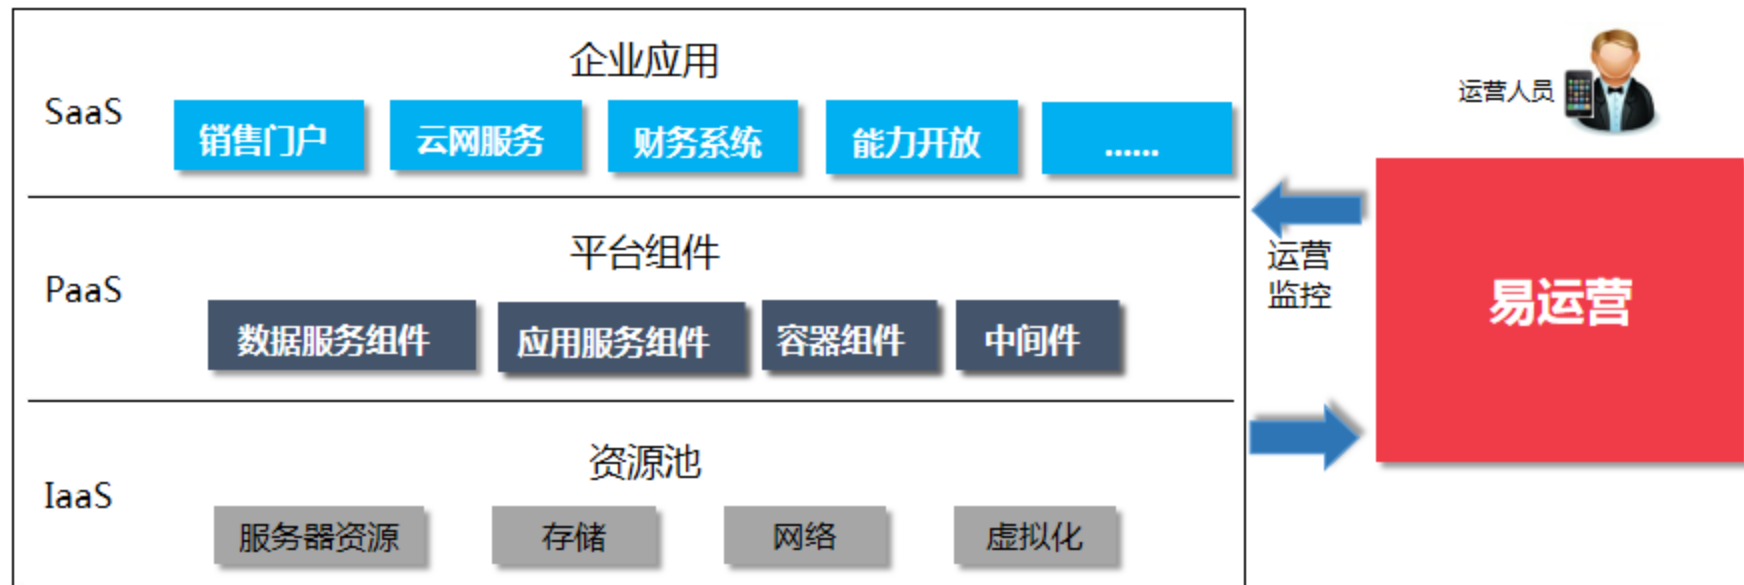 企业应用
SaaS
销售门户 云网服务 财务系统 能力开放 ......
平台组件
PaaS
数据服务组件 应用服务组件 容器组件 中间件
资源池
IaaS
服务器资源 存储 网络 虚拟化
运营人员
运营
监控
易运营